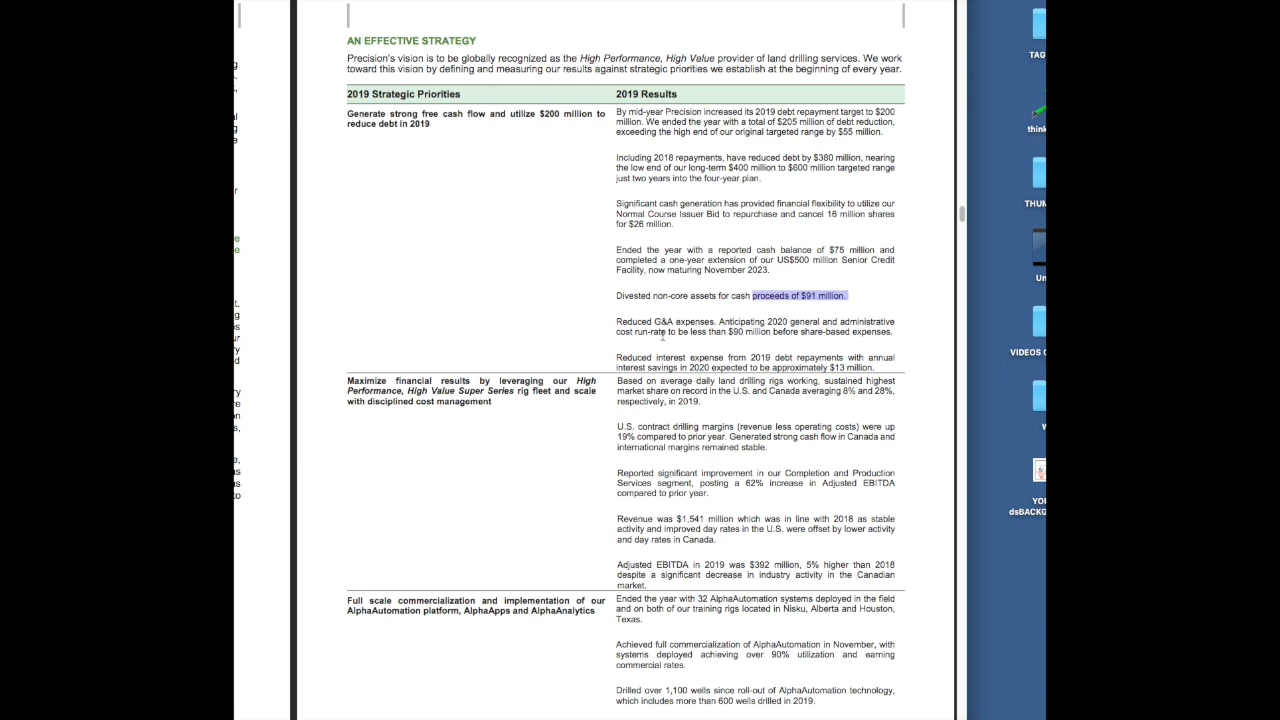 AN EFFECTIVE STRATEGY
Precision's vision is to be globally recognized as the High Performance, High Value provider of land drilling services. We work
toward this vision by defining and measuring our results against strategic priorities we establish at the beginning of every year.
2019 Strategic Priorities
2019 Results
Generate strong free cash flow and utilize $200 million to
reduce debt in 2019
By mid-year Precision increased its 2019 debt repayment target to $200
million. We ended the year with a total of $205 million of debt reduction,
exceeding the high end of our original targeted range by $55 million.
Including 2018 repayments, have reduced debt by $380 million, nearing
the low end of our long-term $400 million to $600 million targeted range
just two years into the four-year plan.
Significant cash generation has provided financial flexibility to utilize our
Normal Course Issuer Bid to repurchase and cancel 16 million shares
for $26 million.
Ended the year with a reported cash balance of $75 million and
completed a one-year extension of our US$500 million Senior Credit
Facility, now maturing November 2023.
Divested non-core assets for cash proceeds of $91 million.
Reduced G&A expenses. Anticipating 2020 general and administrative
cost run-rate to be less than $90 million before share-based expenses.
Reduced interest expense from 2019 debt repayments with annual
interest savings in 2020 expected to be approximately $13 million.
Maximize financial results by leveraging our High
Performance, High Value Super Series rig fleet and scale
with disciplined cost management
Based on average daily land drilling rigs working, sustained highest
market share on record in the U.S. and Canada averaging 8% and 28%,
respectively, in 2019.
U.S. contract drilling margins (revenue less operating costs) were up
19% compared to prior year. Generated strong cash flow in Canada and
international margins remained stable.
Reported significant improvement in our Completion and Production
Services segment, posting a 62% increase in Adjusted EBITDA
compared to prior year.
Revenue was $1,541 million which was in line with 2018 as stable
activity and improved day rates in the U.S. were offset by lower activity
and day rates in Canada.
Adjusted EBITDA in 2019 was $392 million, 5% higher than 2018
despite a significant decrease in industry activity in the Canadian
market.
Full scale commercialization and implementation of our
AlphaAutomation platform, AlphaApps and AlphaAnalytics
Ended the year with 32 AlphaAutomation systems deployed in the field
and on both of our training rigs located in Nisku, Alberta and Houston,
Texas.
Achieved full commercialization of AlphaAutomation in November, with
systems deployed achieving over 90% utilization and earning
commercial rates.
Drilled over 1,100 wells since roll-out of AlphaAutomation technology,
which includes more than 600 wells drilled in 2019.
TAG
think
THUM
Un
VIDEOS
YOU
dsBACKG